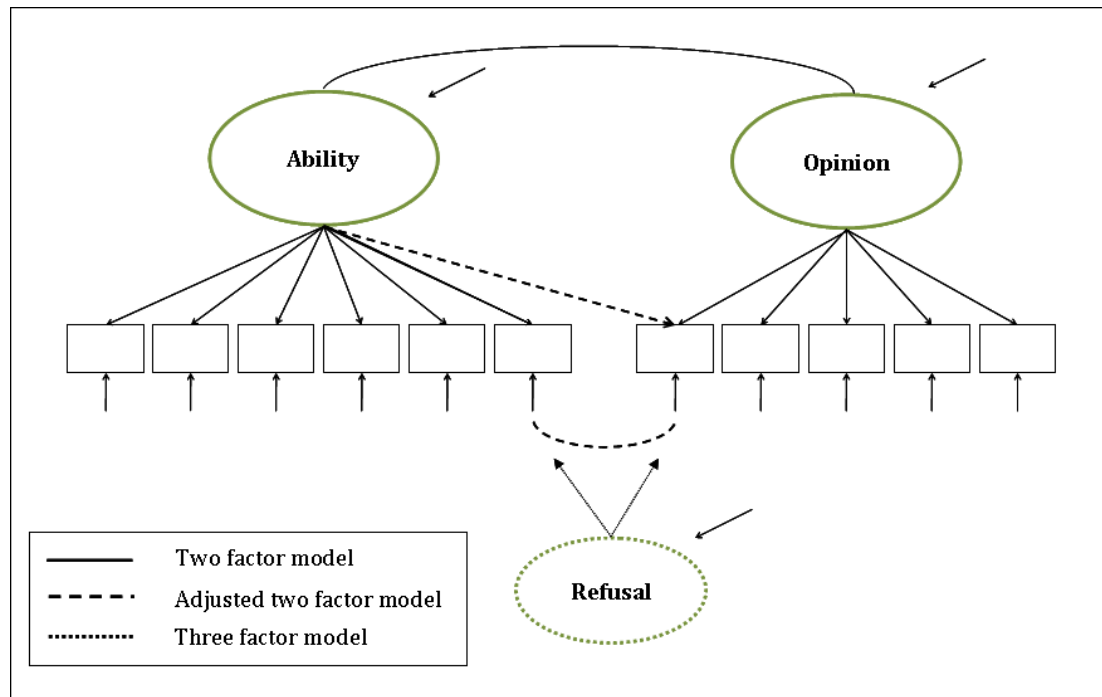 Ability
Opinion
Refusal
Two factor model
Adjusted two factor model
Three factor model